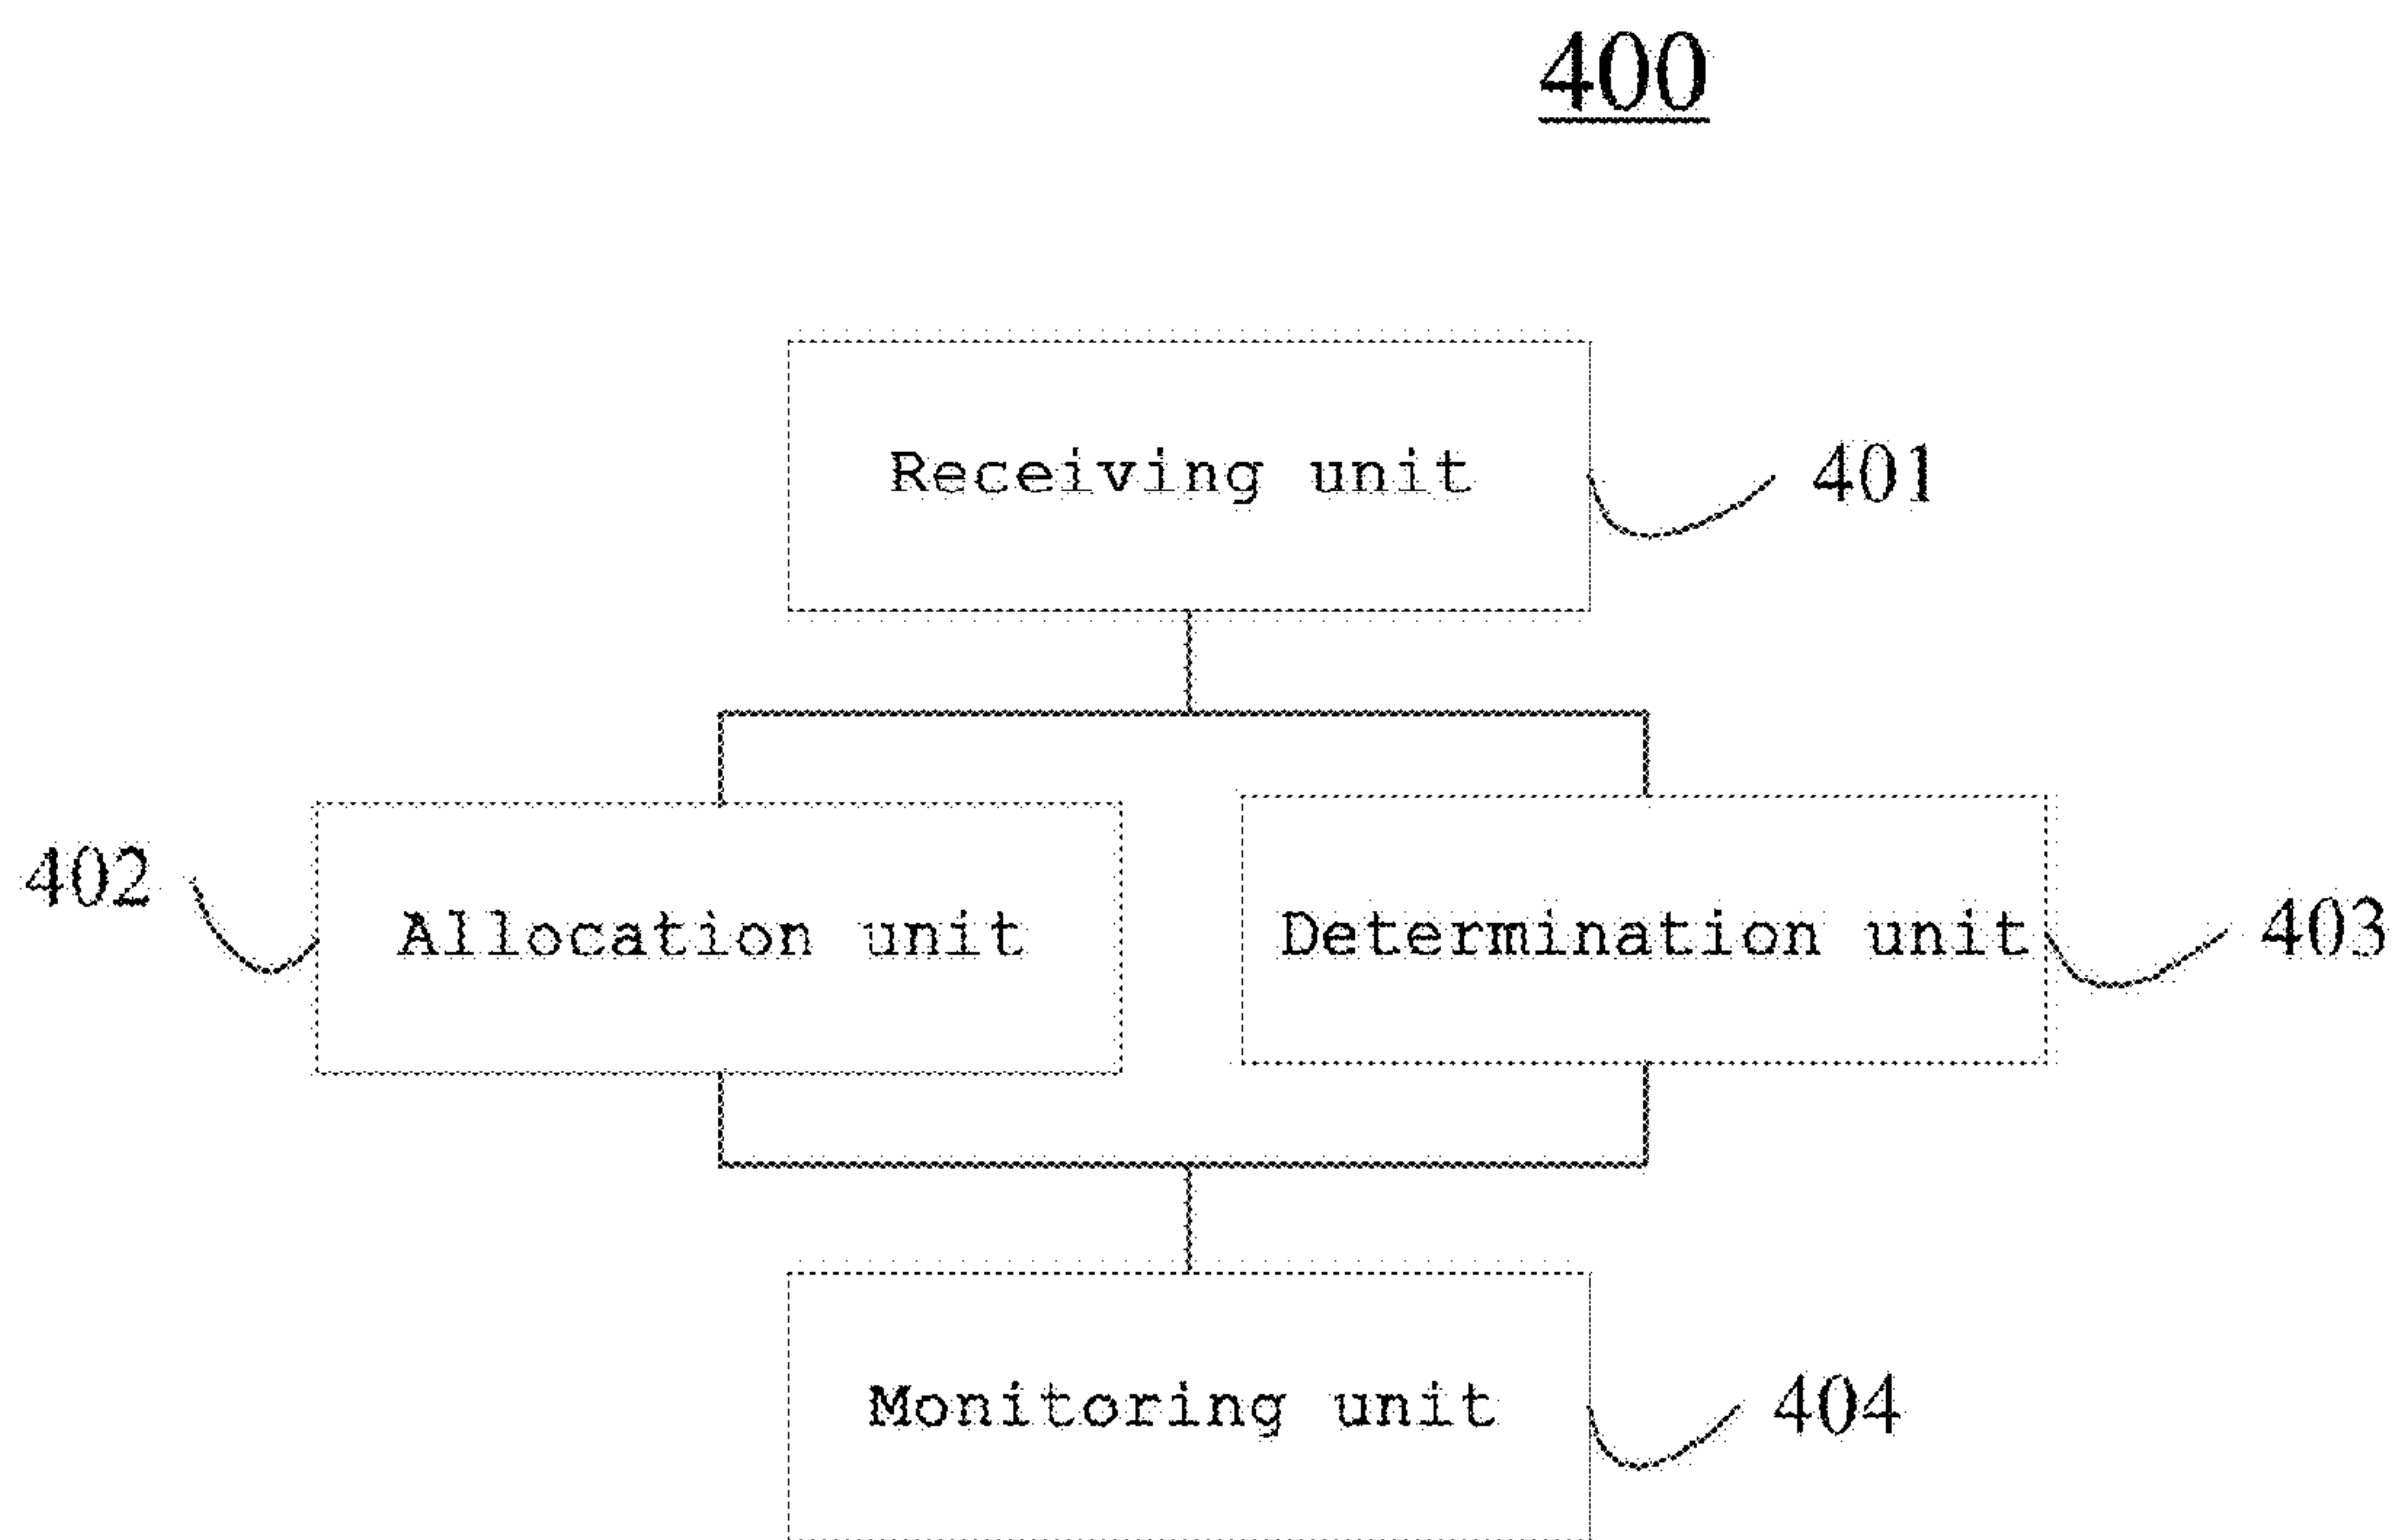 400
Receiving unit
401
402
Allocation unit
Determination unit
403
Monitoring unit
404